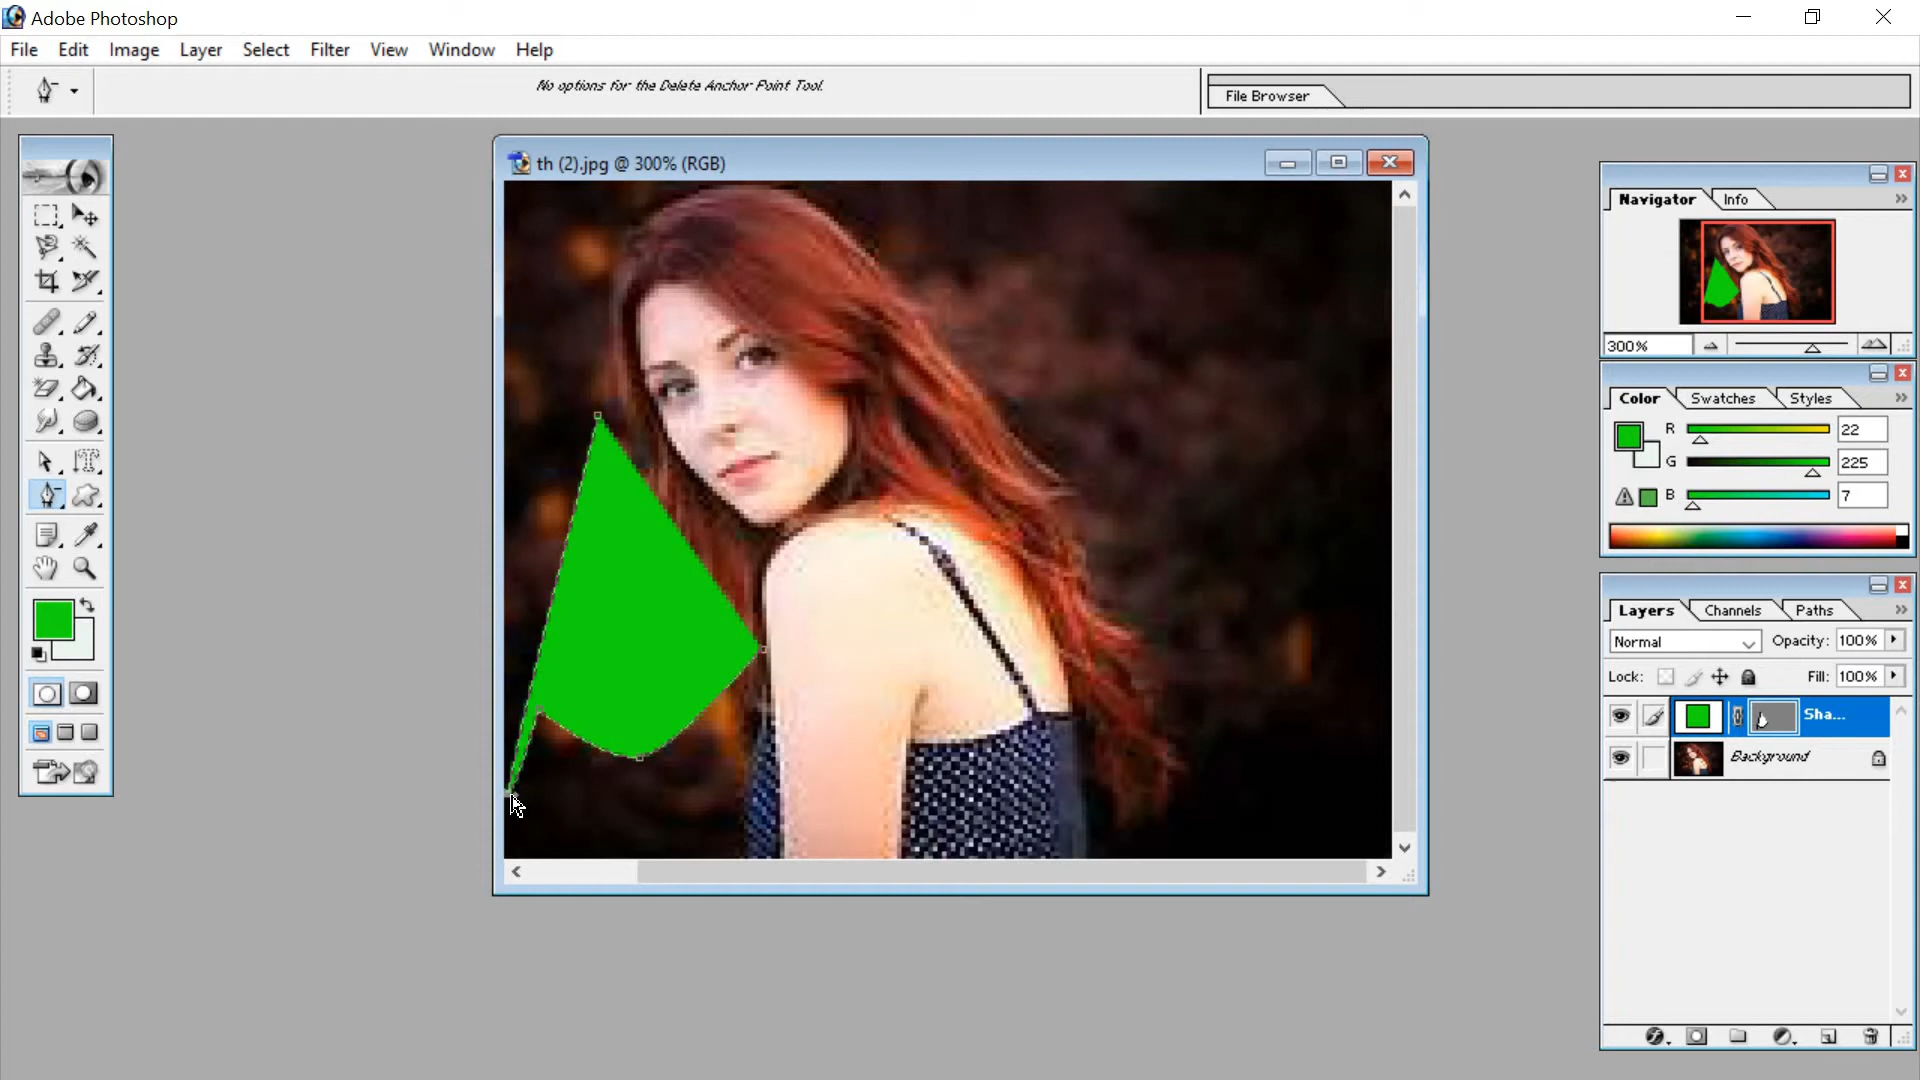 Adobe Photoshop
File Edit Image Layer Select Filter View Window Help
No options for the Delete Anchor Point Tool.
File Browser
th (2).jpg @ 300% (RGB)
Navigator Info
300%
Color Swatches Styles
R 22
G 225
B 7
Layers Channels Paths
Normal Opacity: 100%
Lock: Fill: 100%
Sha...
Background